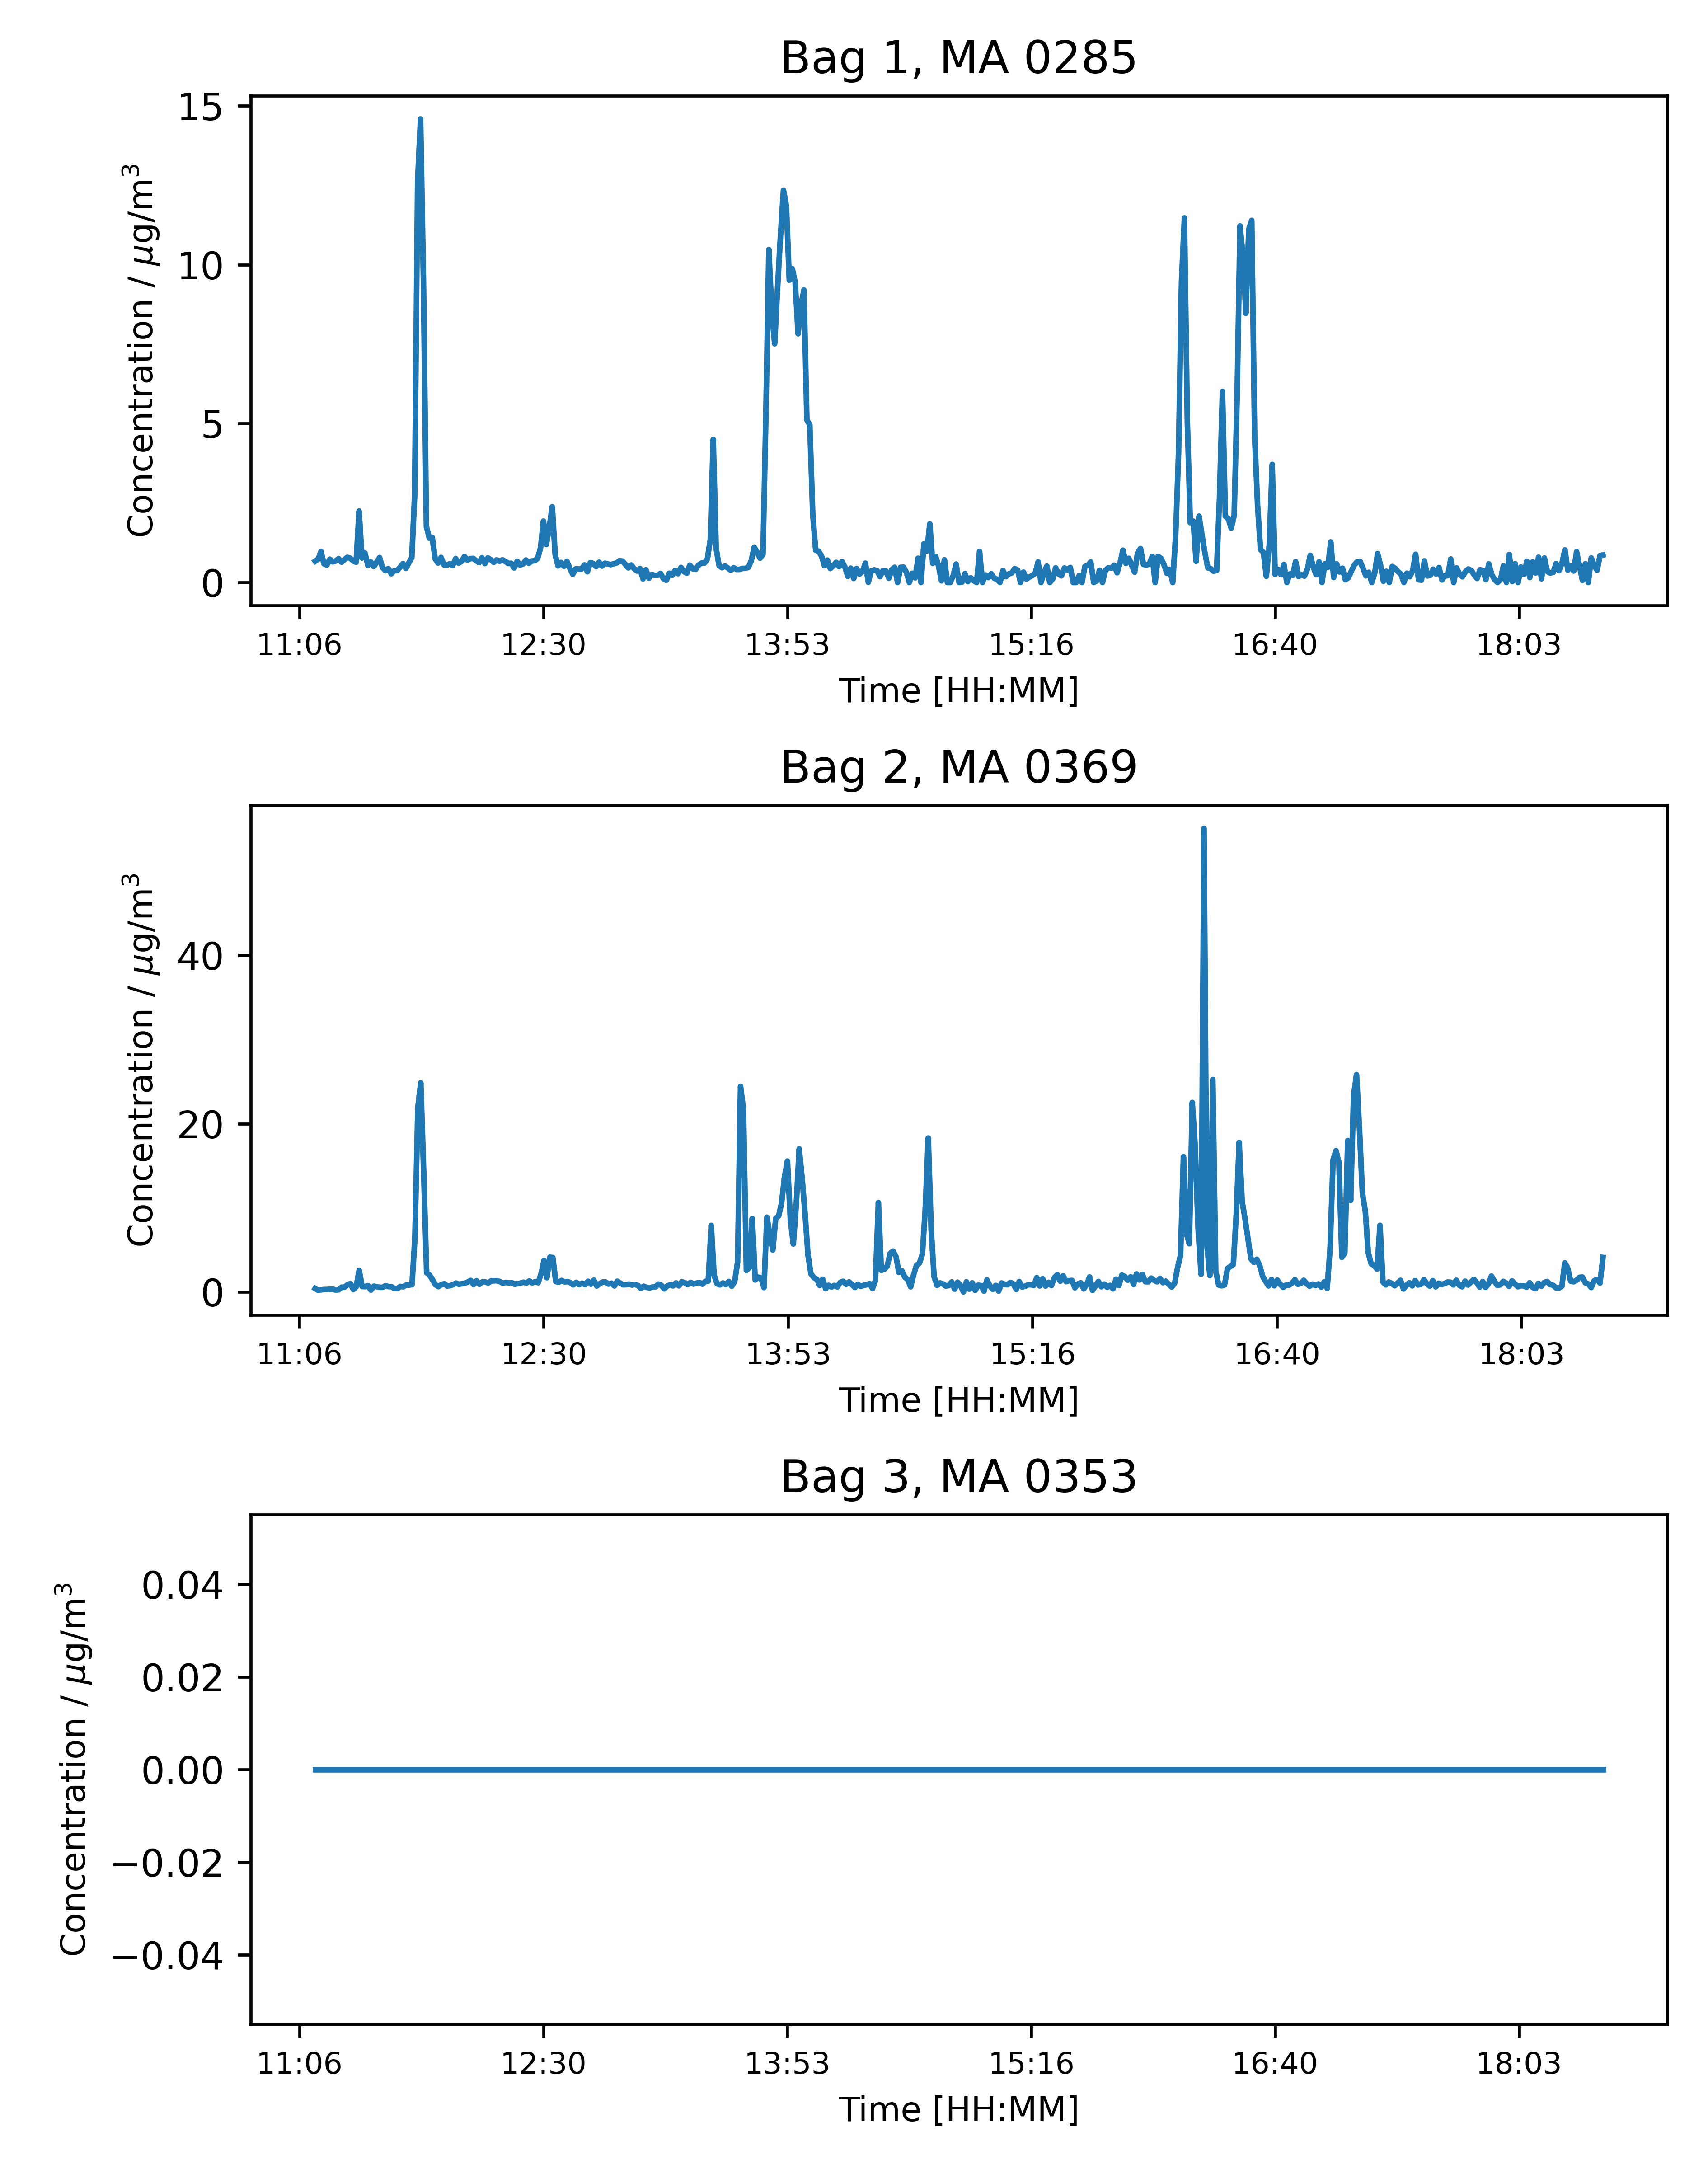 Bag 1, MA 0285
15
10
5
0
Concentration / μg/m³
11:06 12:30 13:53 15:16 16:40 18:03
Time [HH:MM]
Bag 2, MA 0369
40
20
0
Concentration / μg/m³
11:06 12:30 13:53 15:16 16:40 18:03
Time [HH:MM]
Bag 3, MA 0353
0.04
0.02
0.00
−0.02
−0.04
Concentration / μg/m³
11:06 12:30 13:53 15:16 16:40 18:03
Time [HH:MM]